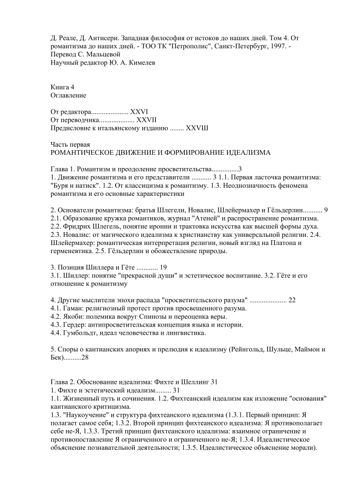 Д. Реале, Д. Антисери. Западная философия от истоков до наших дней. Том 4. От
романтизма до наших дней. - ТОО ТК "Петрополис", Санкт-Петербург, 1997. -
Перевод С. Мальцевой
Научный редактор Ю. А. Кимелев
Книга 4
Оглавление
От редактора..................... XXVI
От переводчика.................. XXVII
Предисловие к итальянскому изданию ........ XXVШ
Часть первая
РОМАНТИЧЕСКОЕ ДВИЖЕНИЕ И ФОРМИРОВАНИЕ ИДЕАЛИЗМА
Глава 1. Романтизм и преодоление просветительства...............3
1. Движение романтизма и его представители ........... 3 1.1. Первая ласточка романтизма:
"Буря и натиск". 1.2. От классицизма к романтизму. 1.3. Неоднозначность феномена
романтизма и его основные характеристики
2. Основатели романтизма: братья Шлегели, Новалис, Шлейермахер и Гёльдерлин........... 9
2.1. Образование кружка романтиков, журнал "Атеней" и распространение романтизма.
2.2. Фридрих Шлегель, понятие иронии и трактовка искусства как высшей формы духа.
2.3. Новалис: от магического идеализма к христианству как универсальной религии. 2.4.
Шлейермахер: романтическая интерпретация религии, новый взгляд на Платона и
герменевтика. 2.5. Гёльдерлин и обожествление природы.
3. Позиция Шиллера и Гёте ............ 19
3.1. Шиллер: понятие "прекрасной души" и эстетическое воспитание. 3.2. Гёте и его
отношение к романтизму
4. Другие мыслители эпохи распада "просветительского разума" .................... 22
4.1. Гаман: религиозный протест против просвещенного разума.
4.2. Якоби: полемика вокруг Спинозы и переоценка веры.
4.3. Гердер: антипросветительская концепция языка и истории.
4.4. Гумбольдт, идеал человечества и лингвистика.
5. Споры о кантианских апориях и прелюдия к идеализму (Рейнгольд, Шульце, Маймон и
Бек)..........28
Глава 2. Обоснование идеализма: Фихте и Шеллинг 31
1. Фихте и эстетический идеализм......... 31
1.1. Жизненный путь и сочинения. 1.2. Фихтеанский идеализм как изложение "основания"
кантианского критицизма.
1.3. "Наукоучение" и структура фихтеанского идеализма (1.3.1. Первый принцип: Я
полагает самое себя; 1.3.2. Второй принцип фихтеанского идеализма: Я противополагает
себе не-Я, 1.3.3. Третий принцип фихтеанского идеализма: взаимное ограничение и
противопоставление Я ограниченного и ограниченного не-Я; 1.3.4. Идеалистическое
объяснение познавательной деятельности; 1.3.5. Идеалистическое объяснение морали).